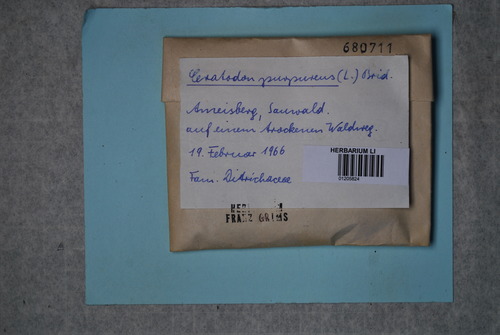 680711
Ceratodon purpureus (L.) Brid.
Ameisberg, Sauwald.
auf einem trockenen Waldweg.
19. Februar 1966
HERBARIUM LI
01205624
Fam. Ditrichaceae
FRANZ GRIMS